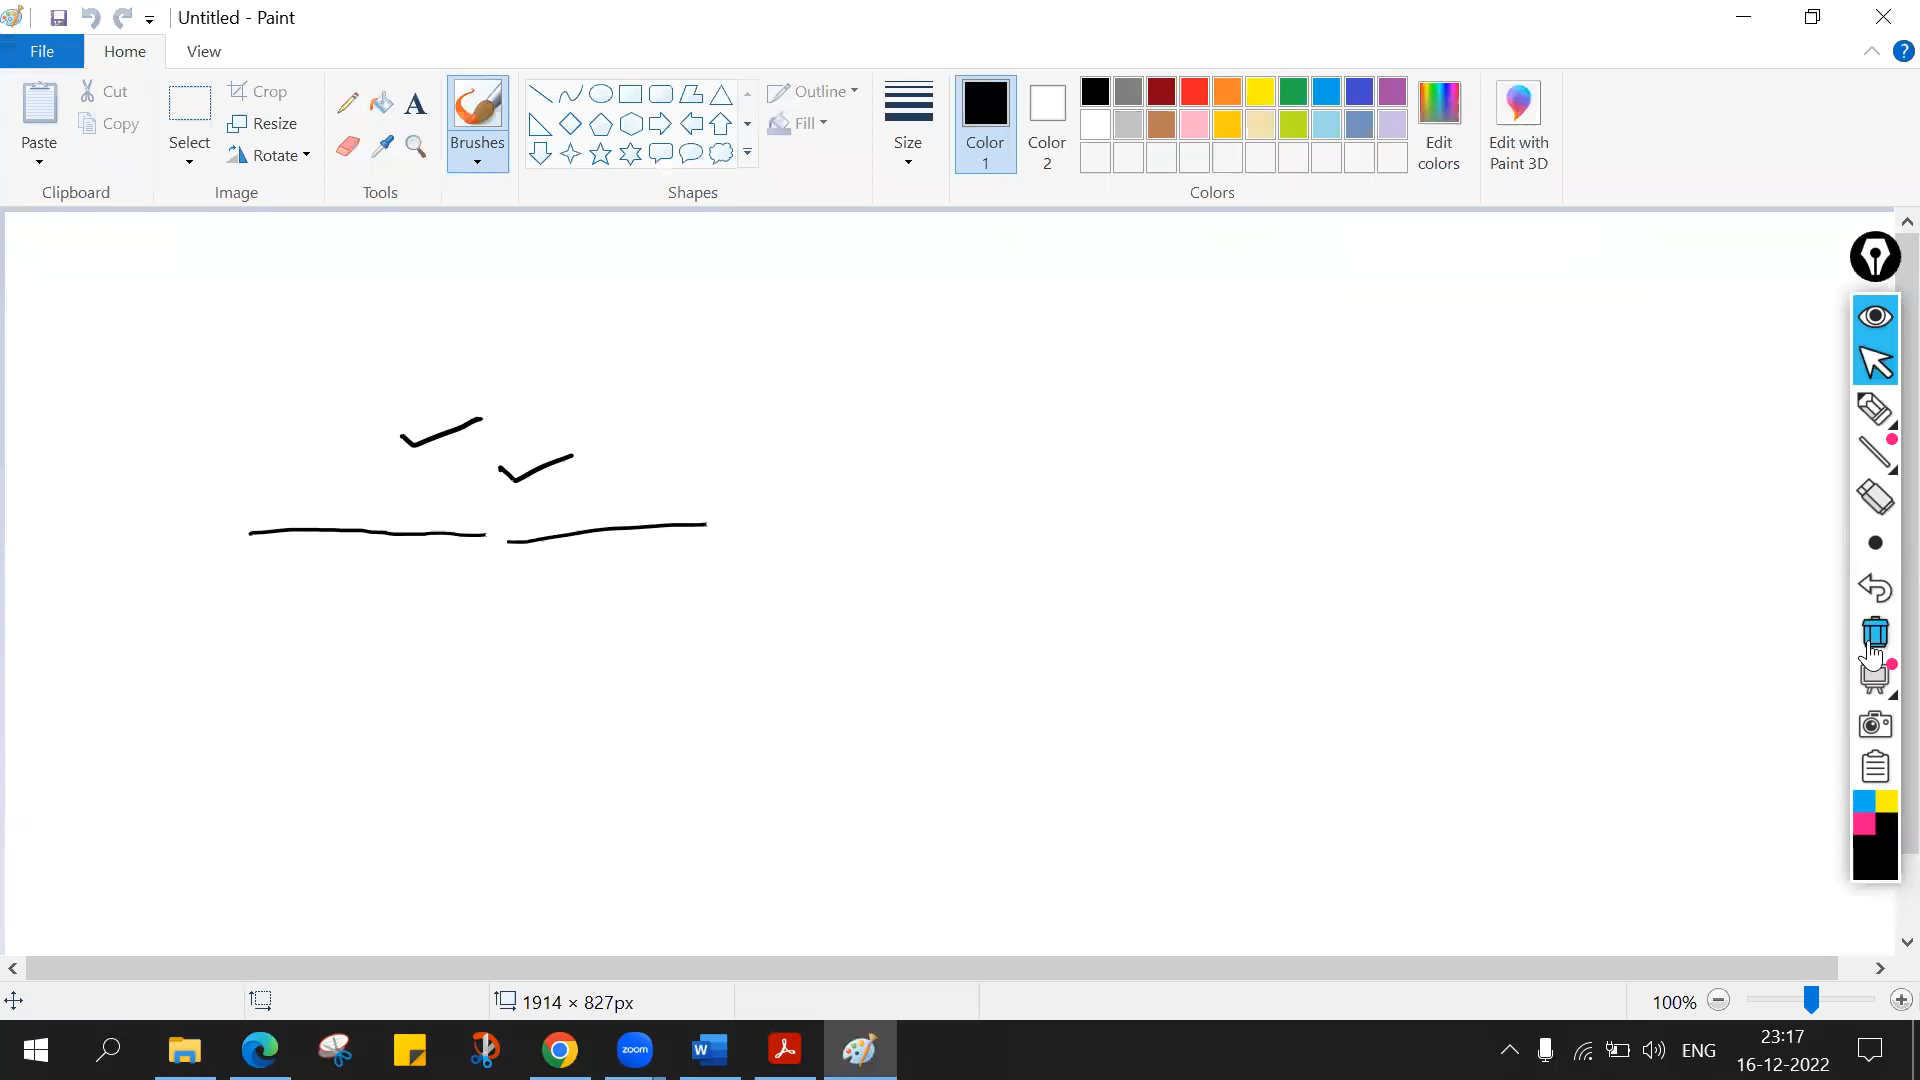 Untitled - Paint
File Home View
Paste Cut Copy Select Crop Resize Rotate Brushes Outline Fill Size Color 1 Color 2 Edit colors Edit with Paint 3D
Clipboard Image Tools Shapes Colors
1914 × 827px 100%
zoom W ENG 23:17
16-12-2022